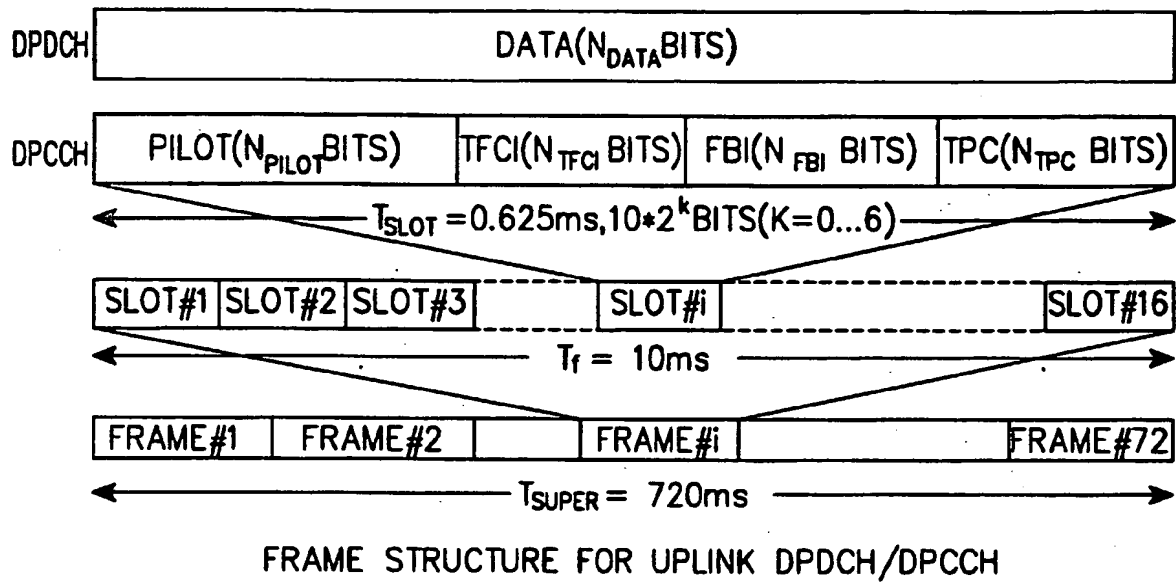 DPDCH DATA(N_DATA BITS)
DPCCH PILOT(N_PILOT BITS) TFCI(N_TFCI BITS) FBI(N_FBI BITS) TPC(N_TPC BITS)
T_SLOT = 0.625ms, 10*2^k BITS(K=0...6)
SLOT#1 SLOT#2 SLOT#3 SLOT#i SLOT#16
T_f = 10ms
FRAME#1 FRAME#2 FRAME#i FRAME#72
T_SUPER = 720ms
FRAME STRUCTURE FOR UPLINK DPDCH/DPCCH